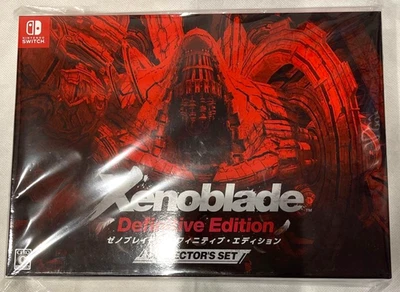 NINTENDO
SWITCH
Xenoblade
Definitive Edition
ゼノブレイド ディフィニティブ・エディション
COLLECTOR'S SET